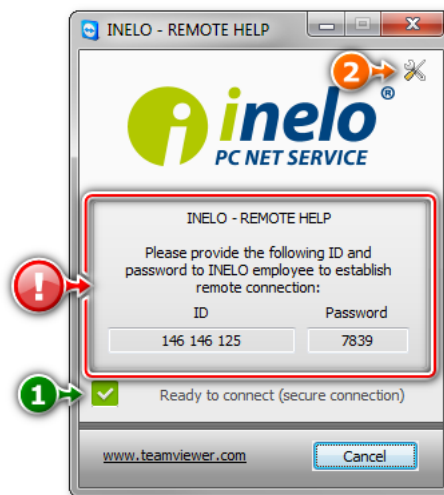 INELO - REMOTE HELP
2
inelo®
PC NET SERVICE
INELO - REMOTE HELP
Please provide the following ID and
password to INELO employee to establish
remote connection:
ID Password
146 146 125 7839
!
1 Ready to connect (secure connection)
www.teamviewer.com Cancel